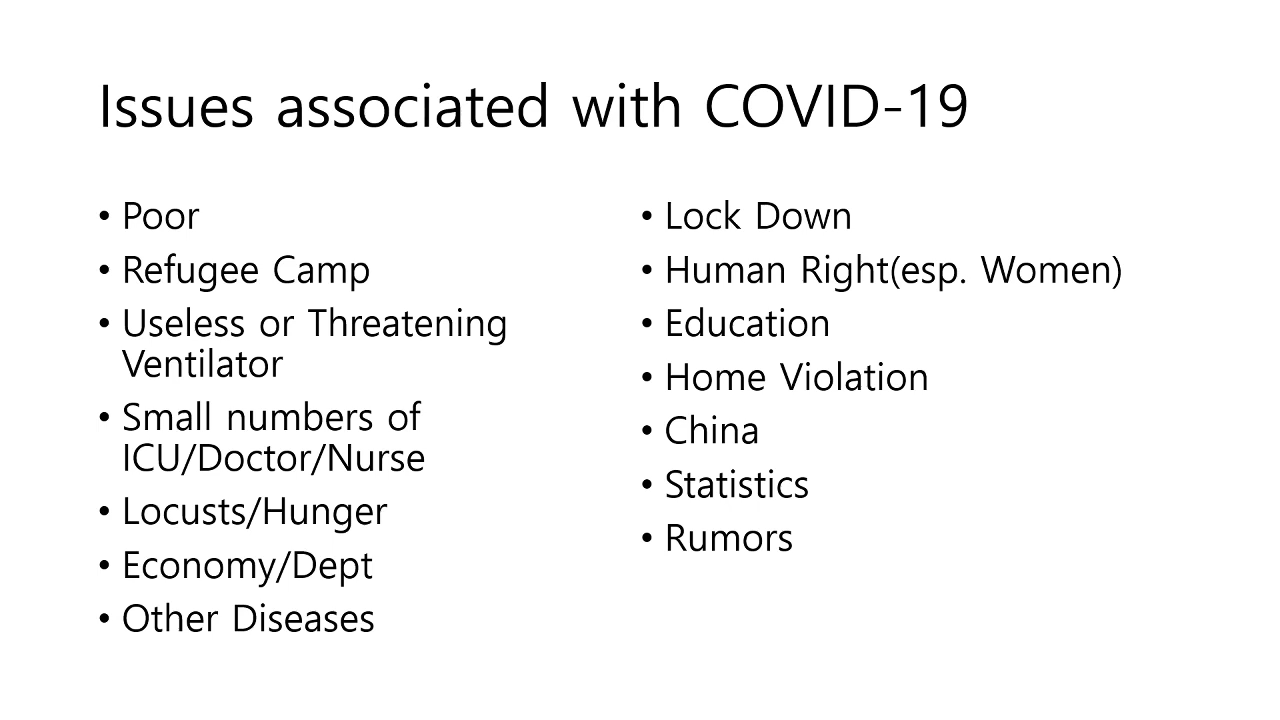 Issues associated with COVID-19
• Poor
• Refugee Camp
• Useless or Threatening
Ventilator
• Small numbers of
ICU/Doctor/Nurse
• Locusts/Hunger
• Economy/Dept
• Other Diseases
• Lock Down
• Human Right(esp. Women)
• Education
• Home Violation
• China
• Statistics
• Rumors